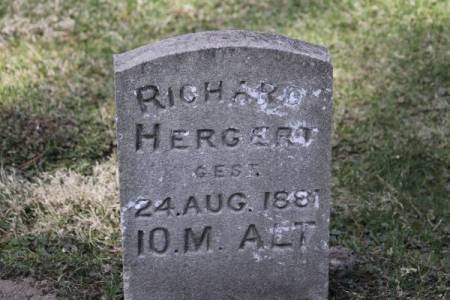 RICHARD
HERGERT
GEST.
24. AUG. 1881
10. M. ALT